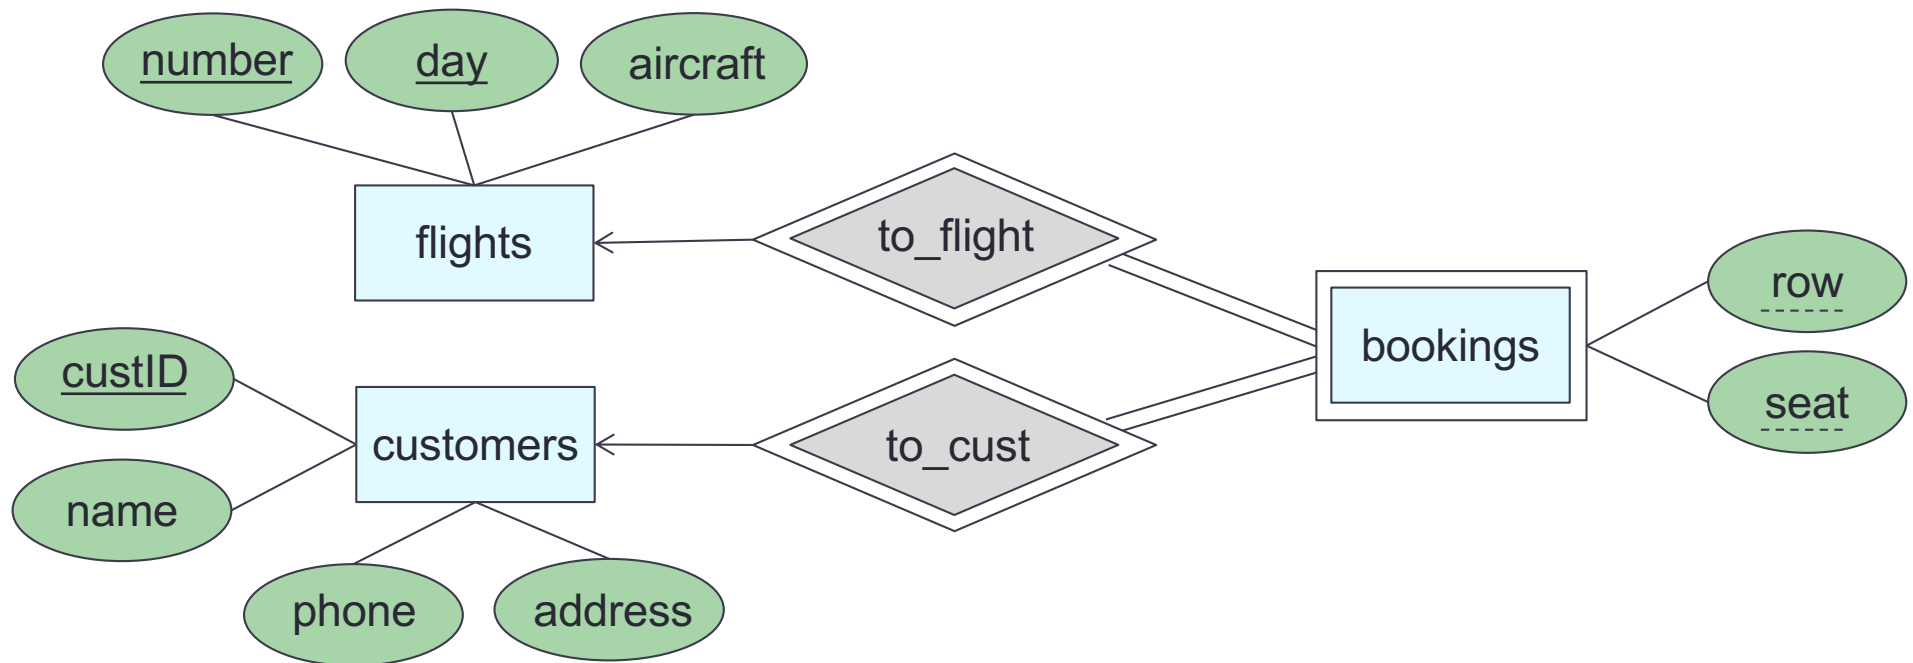 number
day
aircraft
flights
to_flight
row
bookings
seat
custID
customers
to_cust
name
phone
address